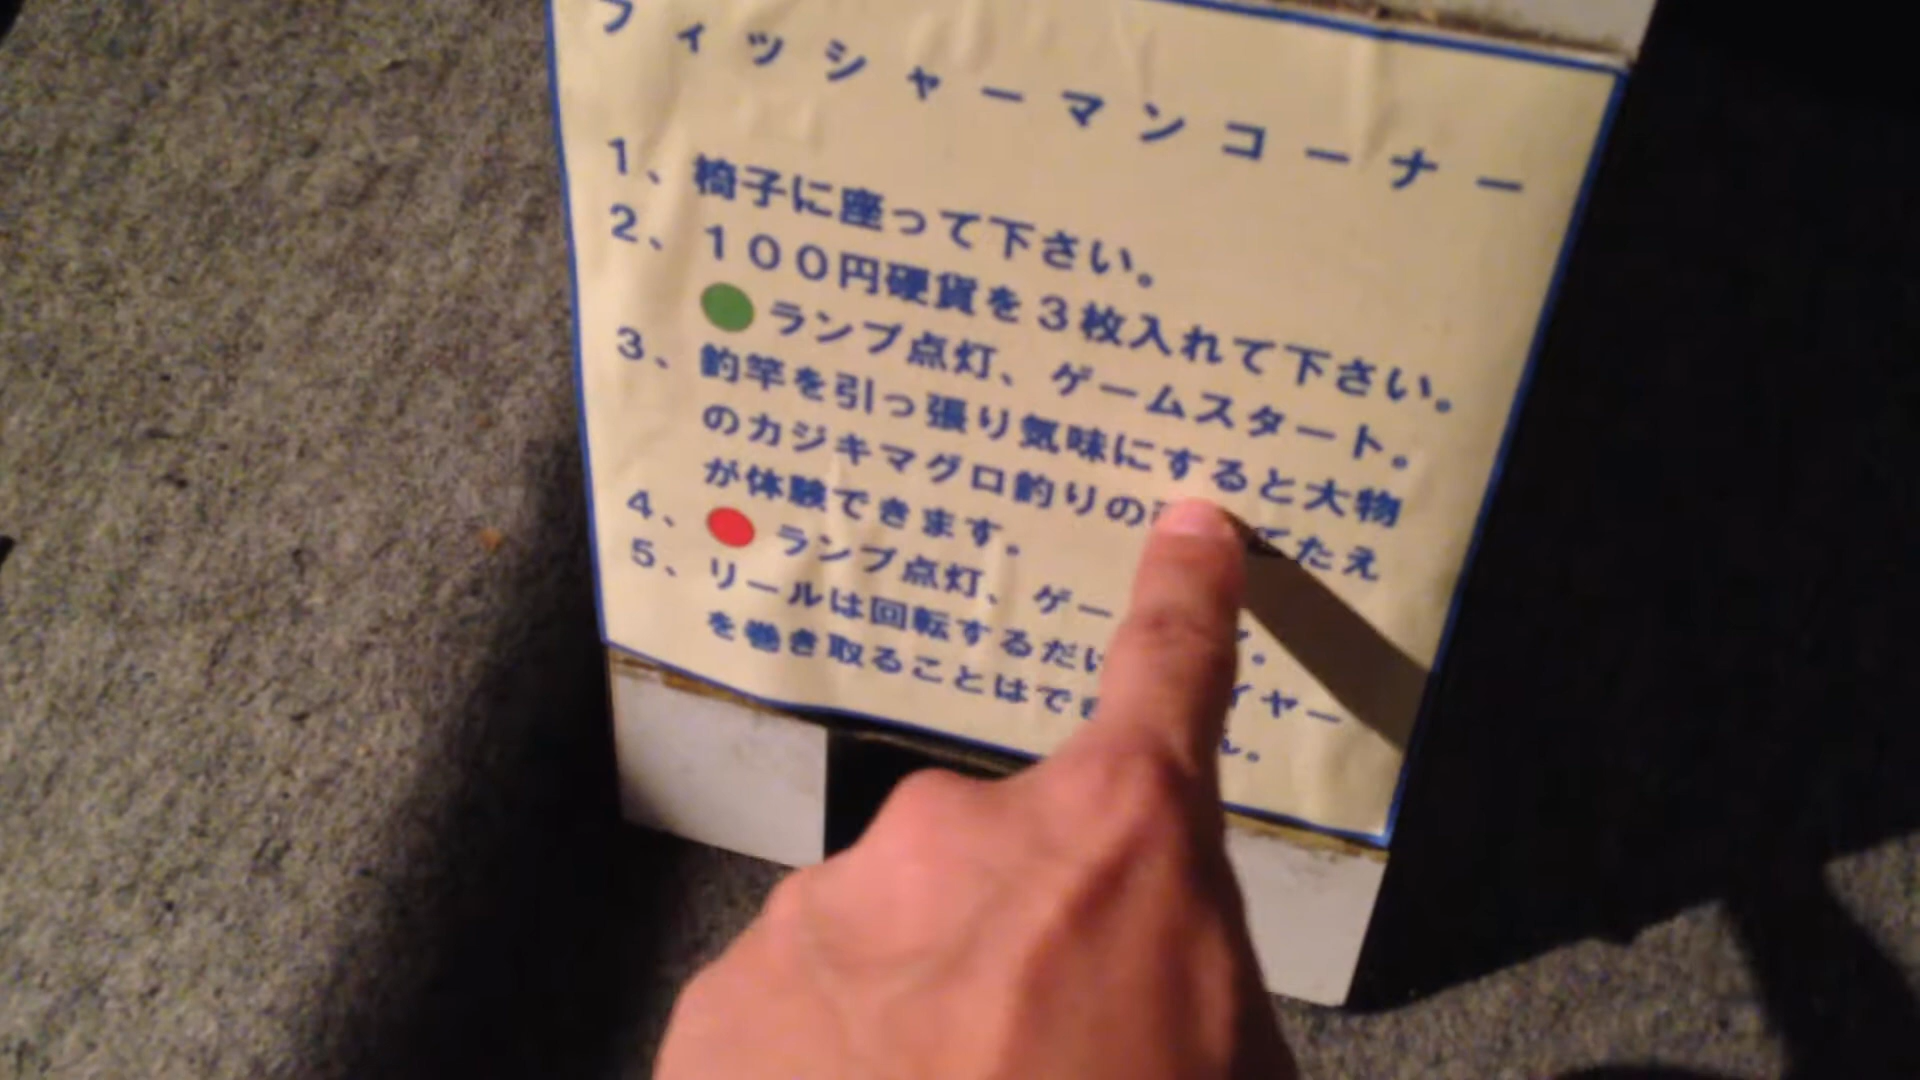 フィッシャーマンコーナー
1、椅子に座って下さい。
2、100円硬貨を3枚入れて下さい。
ランプ点灯、ゲームスタート。
3、釣竿を引っ張り気味にすると大物
のカジキマグロ釣りの てたえ
が体験できます。
4、 ランプ点灯、ゲー 。
5、リールは回転するだけ イヤー
を巻き取ることはでき ん。